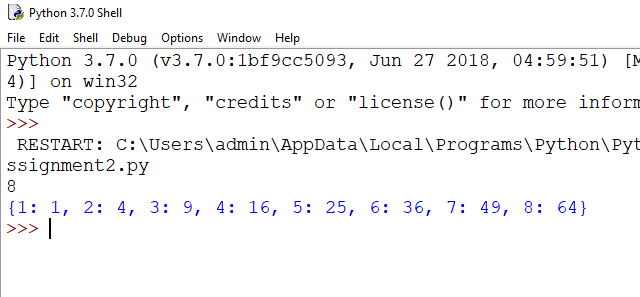 Python 3.7.0 Shell
File Edit Shell Debug Options Window Help
Python 3.7.0 (v3.7.0:1bf9cc5093, Jun 27 2018, 04:59:51) [M
4)] on win32
Type "copyright", "credits" or "license()" for more infor
>>>
RESTART: C:\Users\admin\AppData\Local\Programs\Python\Pyt
ssignment2.py
8
{1: 1, 2: 4, 3: 9, 4: 16, 5: 25, 6: 36, 7: 49, 8: 64}
>>>